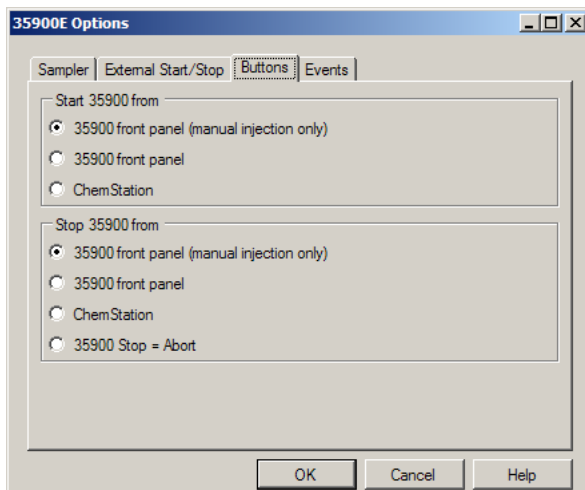 35900E Options
Sampler External Start/Stop Buttons Events
Start 35900 from
35900 front panel (manual injection only)
35900 front panel
ChemStation
Stop 35900 from
35900 front panel (manual injection only)
35900 front panel
ChemStation
35900 Stop = Abort
OK Cancel Help